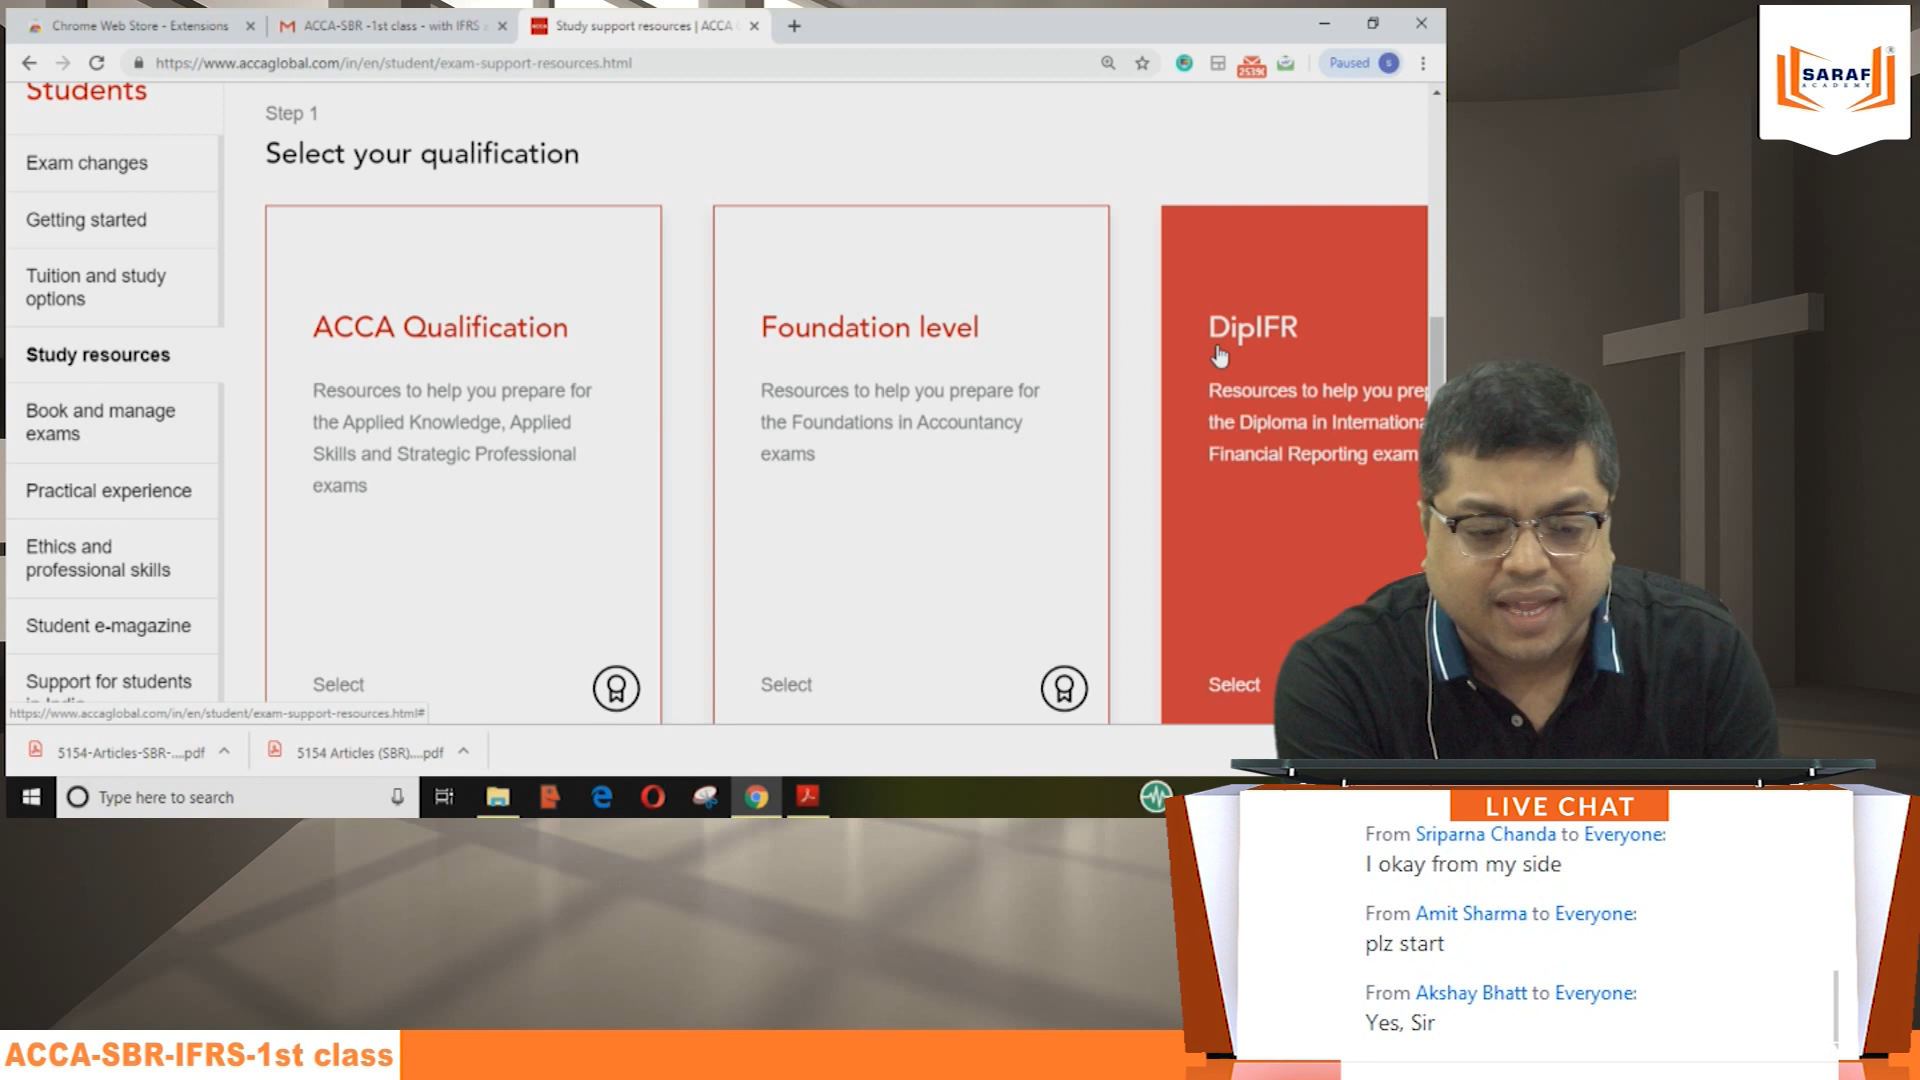 Chrome Web Store - Extensions
ACCA-SBR -1st class - with IFRS
Study support resources | ACCA
https://www.accaglobal.com/in/en/student/exam-support-resources.html
2539
Paused
S
Students
Exam changes
Getting started
Tuition and study
options
Study resources
Book and manage
exams
Practical experience
Ethics and
professional skills
Student e-magazine
Support for students
https://www.accaglobal.com/in/en/student/exam-support-resources.html#
Step 1
Select your qualification
ACCA Qualification
Resources to help you prepare for
the Applied Knowledge, Applied
Skills and Strategic Professional
exams
Select
Foundation level
Resources to help you prepare for
the Foundations in Accountancy
exams
Select
DipIFR
Resources to help you prep
the Diploma in Internationa
Financial Reporting exam
Select
5154-Articles-SBR-....pdf
5154 Articles (SBR)....pdf
Type here to search
SARAF
ACADEMY
LIVE CHAT
From Sriparna Chanda to Everyone:
I okay from my side
From Amit Sharma to Everyone:
plz start
From Akshay Bhatt to Everyone:
Yes, Sir
ACCA-SBR-IFRS-1st class